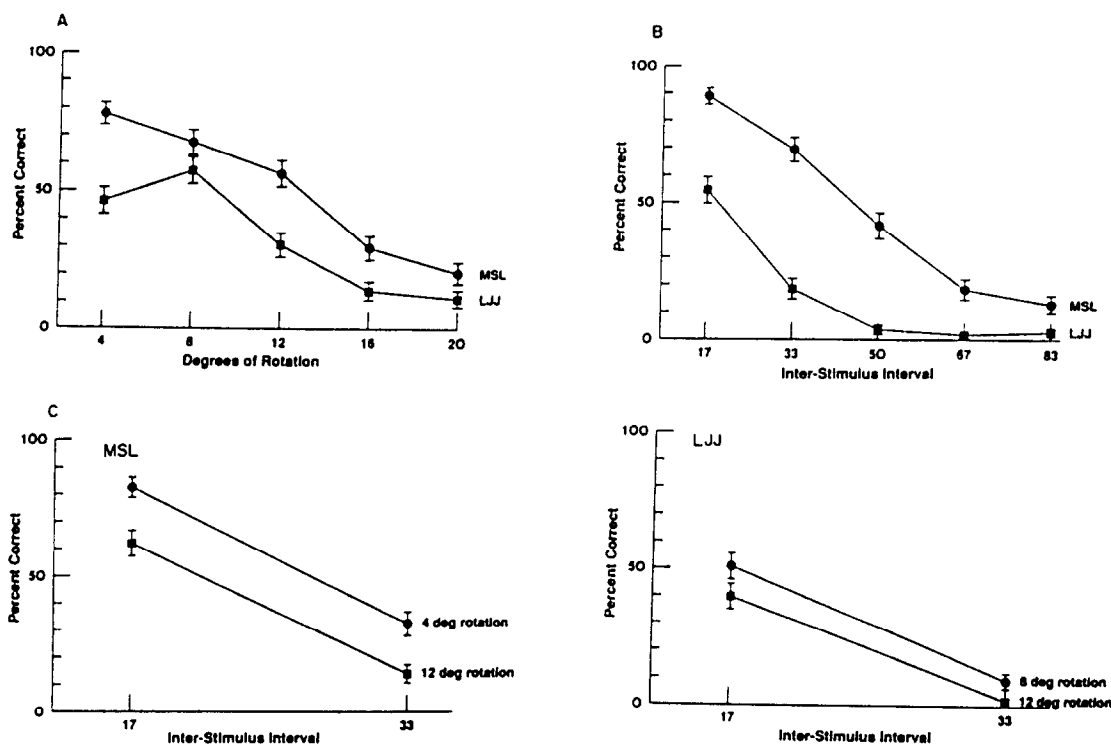 A
100
50
0
Percent Correct
MSL
LJJ
4
8
12
16
20
Degrees of Rotation
B
100
50
0
Percent Correct
MSL
LJJ
17
33
50
67
83
Inter-Stimulus Interval
C
MSL
100
50
0
Percent Correct
4 deg rotation
12 deg rotation
17
33
Inter-Stimulus Interval
LJJ
100
50
0
Percent Correct
8 deg rotation
12 deg rotation
17
33
Inter-Stimulus Interval